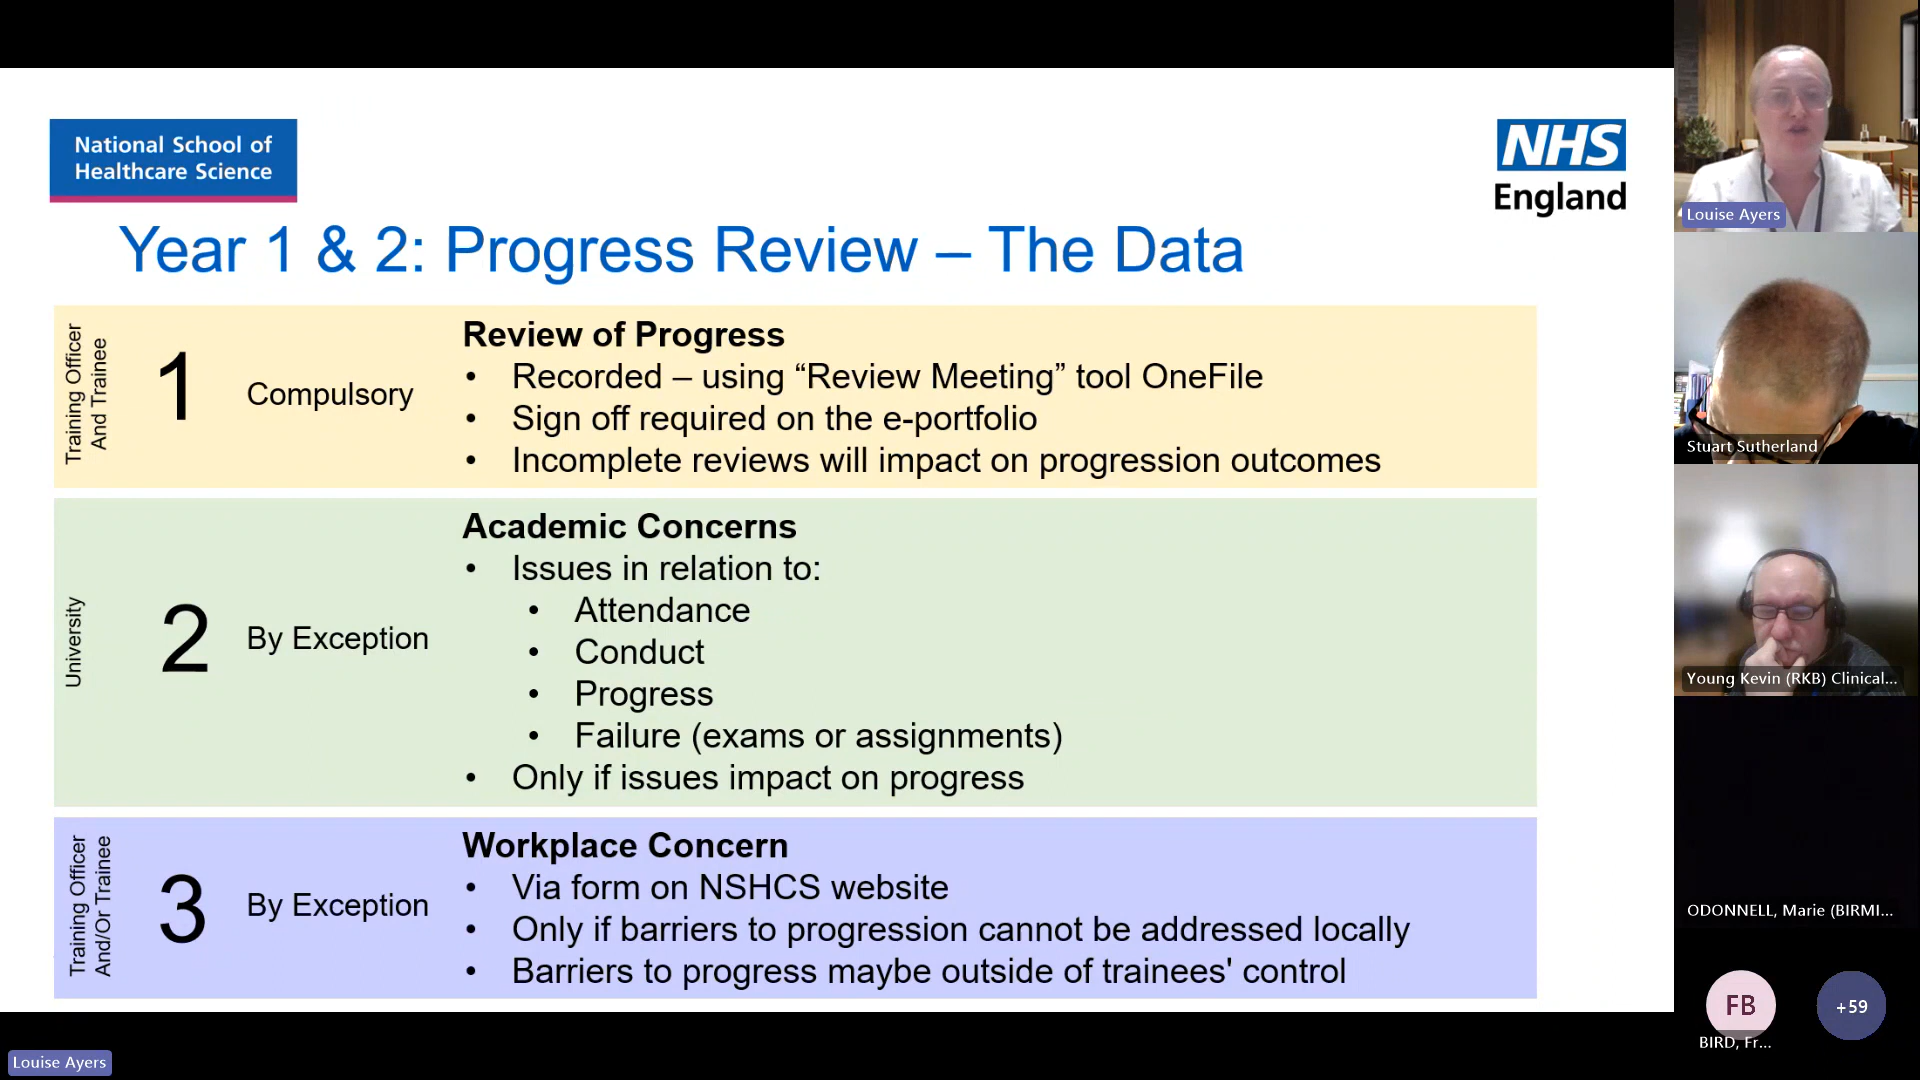 National School of
Healthcare Science
NHS
England
Year 1 & 2: Progress Review – The Data
Training Officer
And Trainee
1
Compulsory
Review of Progress
• Recorded – using “Review Meeting” tool OneFile
• Sign off required on the e-portfolio
• Incomplete reviews will impact on progression outcomes
University
2
By Exception
Academic Concerns
• Issues in relation to:
• Attendance
• Conduct
• Progress
• Failure (exams or assignments)
• Only if issues impact on progress
Training Officer
And/Or Trainee
3
By Exception
Workplace Concern
• Via form on NSHCS website
• Only if barriers to progression cannot be addressed locally
• Barriers to progress maybe outside of trainees' control
Louise Ayers
Stuart Sutherland
Young Kevin (RKB) Clinical...
ODONNELL, Marie (BIRMI...
FB
BIRD, Fr...
+59
Louise Ayers